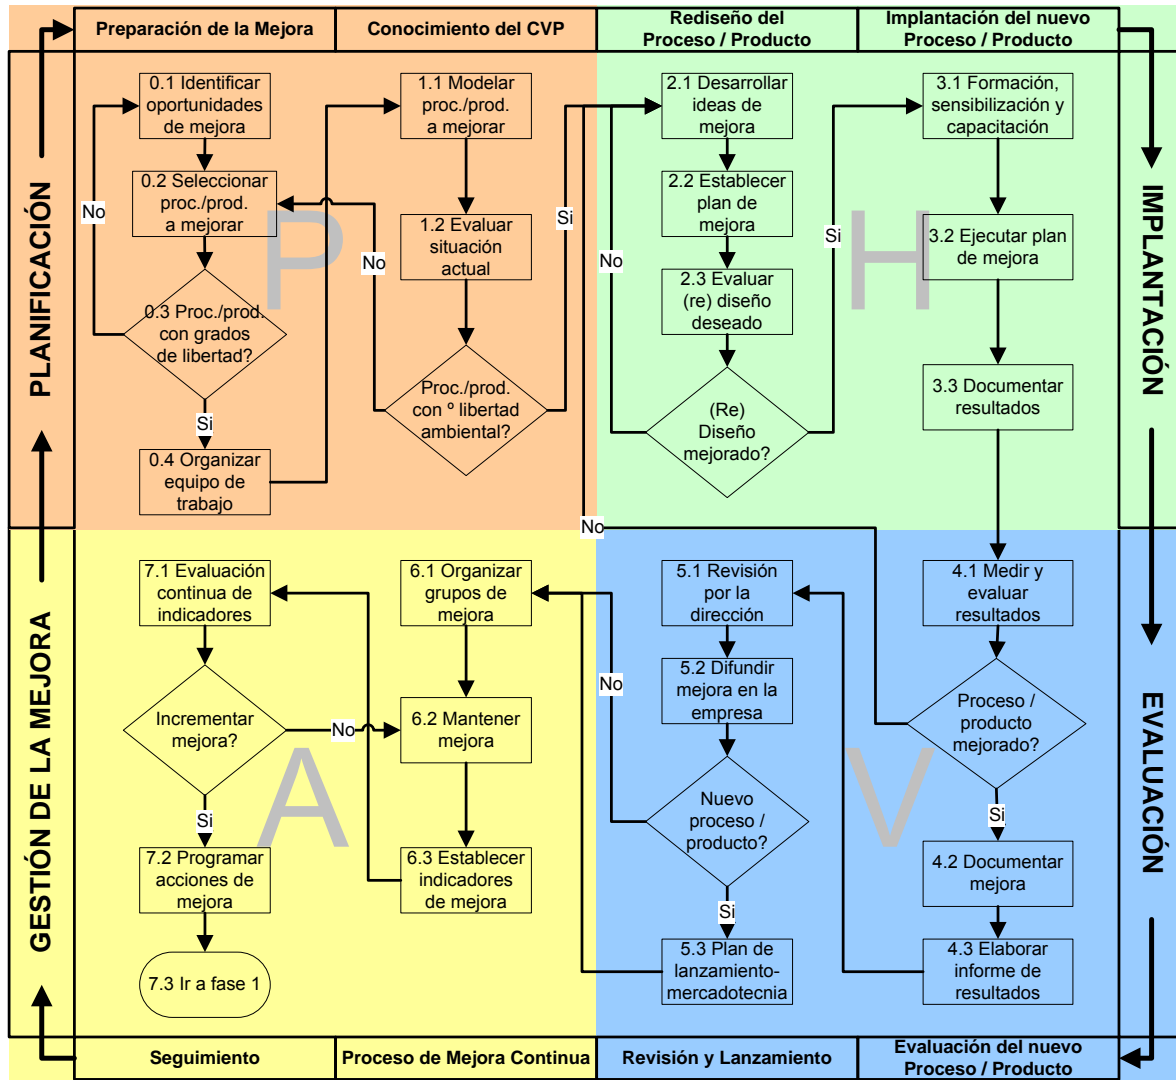 Preparación de la Mejora
Conocimiento del CVP
Rediseño del
Proceso / Producto
Implantación del nuevo
Proceso / Producto
PLANIFICACIÓN
0.1 Identificar
oportunidades
de mejora
0.2 Seleccionar
proc./prod.
a mejorar
No
0.3 Proc./prod.
con grados
de libertad?
Si
0.4 Organizar
equipo de
trabajo
P
1.1 Modelar
proc./prod.
a mejorar
1.2 Evaluar
situación
actual
No
Si
Proc./prod.
con º libertad
ambiental?
2.1 Desarrollar
ideas de
mejora
2.2 Establecer
plan de
mejora
No
2.3 Evaluar
(re) diseño
deseado
(Re)
Diseño
mejorado?
Si
H
3.1 Formación,
sensibilización y
capacitación
3.2 Ejecutar plan
de mejora
3.3 Documentar
resultados
IMPLANTACIÓN
No
GESTIÓN DE LA MEJORA
7.1 Evaluación
continua de
indicadores
Incrementar
mejora?
No
Si
7.2 Programar
acciones de
mejora
7.3 Ir a fase 1
A
6.1 Organizar
grupos de
mejora
6.2 Mantener
mejora
6.3 Establecer
indicadores
de mejora
5.1 Revisión
por la
dirección
5.2 Difundir
mejora en la
empresa
No
Nuevo
proceso /
producto?
Si
5.3 Plan de
lanzamiento-
mercadotecnia
V
4.1 Medir y
evaluar
resultados
Proceso /
producto
mejorado?
Si
4.2 Documentar
mejora
4.3 Elaborar
informe de
resultados
EVALUACIÓN
Seguimiento
Proceso de Mejora Continua
Revisión y Lanzamiento
Evaluación del nuevo
Proceso / Producto